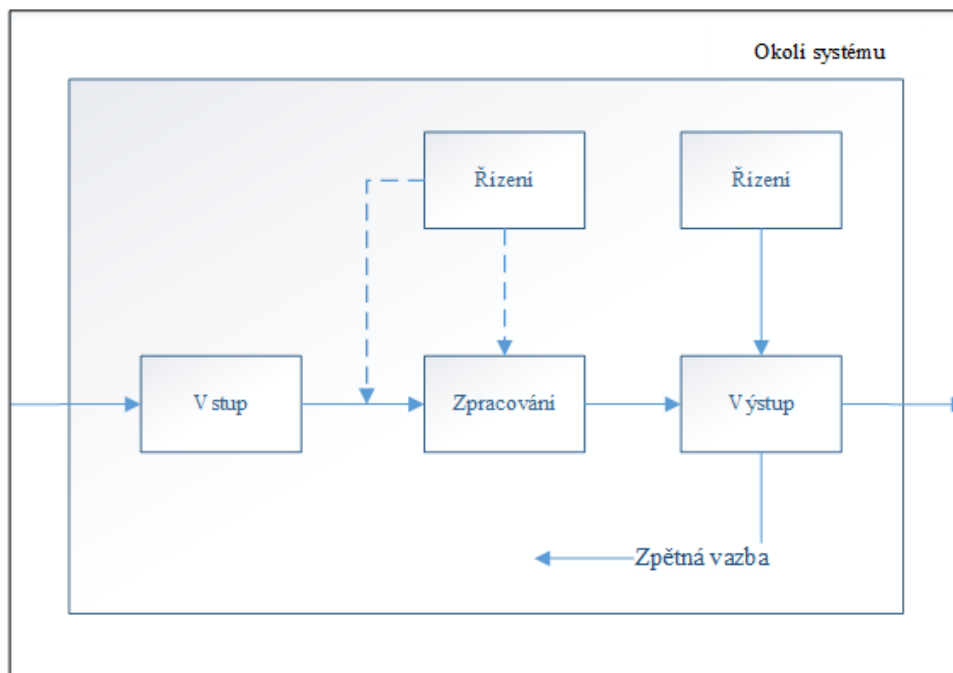 Okolí systému
Řízení
Řízení
Vstup
Zpracování
Výstup
Zpětná vazba